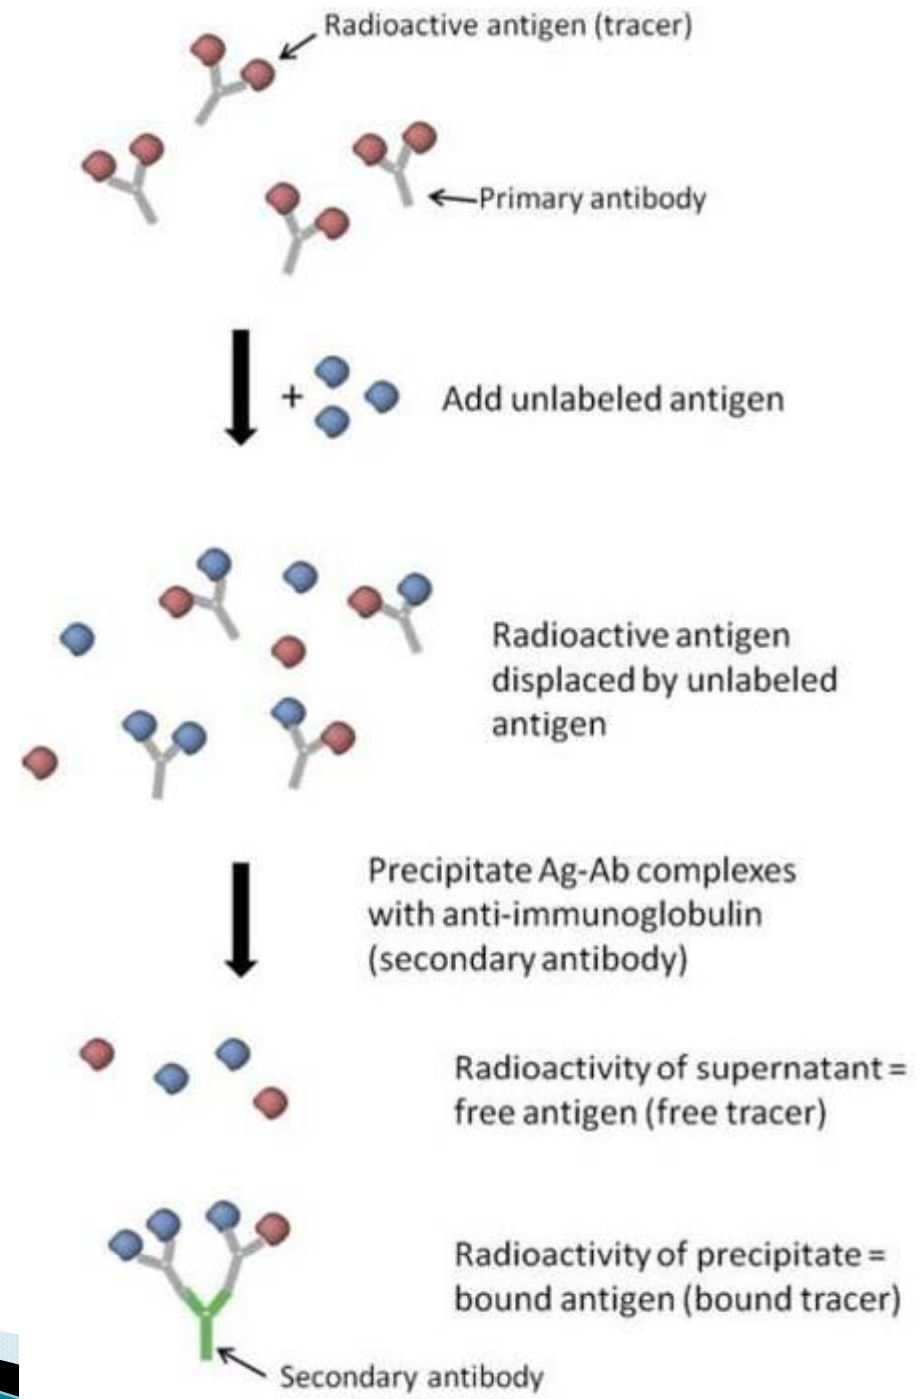 Radioactive antigen (tracer)
Primary antibody
+
Add unlabeled antigen
Radioactive antigen
displaced by unlabeled
antigen
Precipitate Ag-Ab complexes
with anti-immunoglobulin
(secondary antibody)
Radioactivity of supernatant =
free antigen (free tracer)
Radioactivity of precipitate =
bound antigen (bound tracer)
Secondary antibody